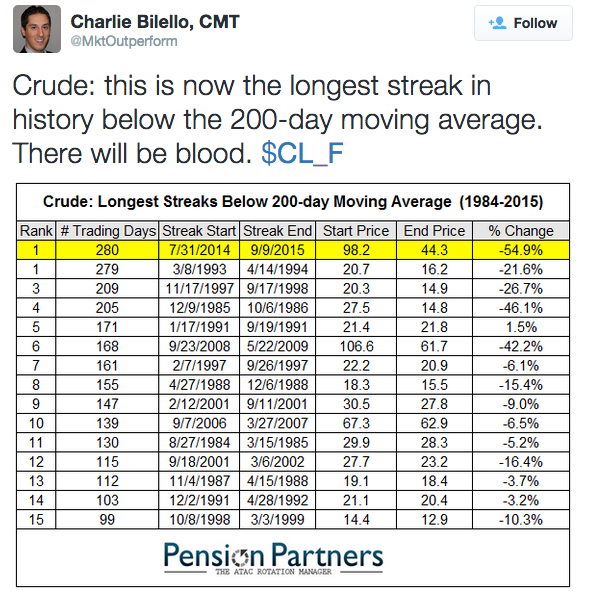 Charlie Bilello, CMT
@MktOutperform
Follow
Crude: this is now the longest streak in
history below the 200-day moving average.
There will be blood. $CL_F
Crude: Longest Streaks Below 200-day Moving Average (1984-2015)
Rank # Trading Days Streak Start Streak End Start Price End Price % Change
1 280 7/31/2014 9/9/2015 98.2 44.3 -54.9%
1 279 3/8/1993 4/14/1994 20.7 16.2 -21.6%
3 209 11/17/1997 9/17/1998 20.3 14.9 -26.7%
4 205 12/9/1985 10/6/1986 27.5 14.8 -46.1%
5 171 1/17/1991 9/19/1991 21.4 21.8 1.5%
6 168 9/23/2008 5/22/2009 106.6 61.7 -42.2%
7 161 2/7/1997 9/26/1997 22.2 20.9 -6.1%
8 155 4/27/1988 12/6/1988 18.3 15.5 -15.4%
9 147 2/12/2001 9/11/2001 30.5 27.8 -9.0%
10 139 9/7/2006 3/27/2007 67.3 62.9 -6.5%
11 130 8/27/1984 3/15/1985 29.9 28.3 -5.2%
12 115 9/18/2001 3/6/2002 27.7 23.2 -16.4%
13 112 11/4/1987 4/15/1988 19.1 18.4 -3.7%
14 103 12/2/1991 4/28/1992 21.1 20.4 -3.2%
15 99 10/8/1998 3/3/1999 14.4 12.9 -10.3%
Pension Partners
THE ATAC ROTATION MANAGER